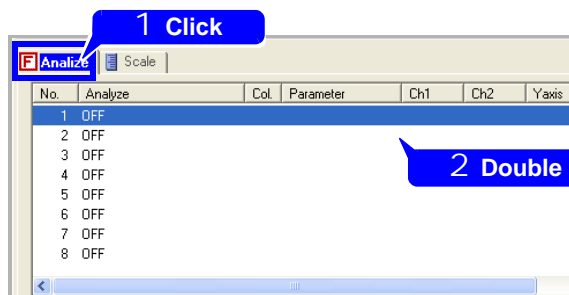 1 Click
F Analize Scale
No. Analyze Col. Parameter Ch1 Ch2 Yaxis
1 OFF
2 OFF
3 OFF
4 OFF
5 OFF
6 OFF
7 OFF
8 OFF
2 Double